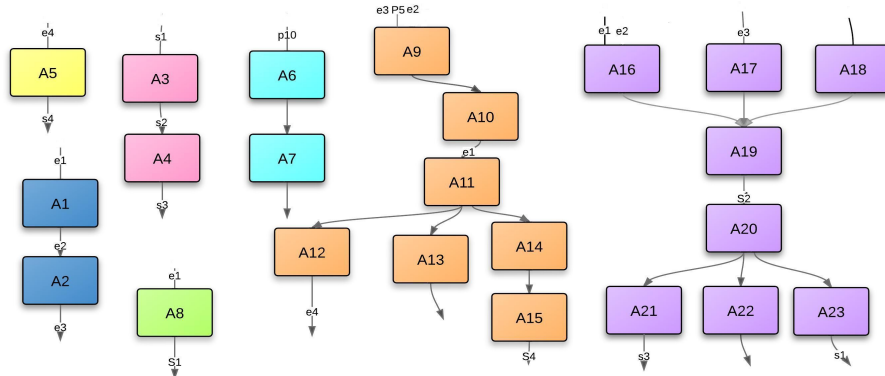 e3 P5 e2
e4
s1
p10
e1 e2
e3
A5
A3
A6
A9
A16
A17
A18
s4
s2
A10
e1
A4
A7
e1
A11
A19
A1
s3
S2
e2
A12
A13
A14
A20
A2
e1
e4
A15
A21
A22
A23
e3
A8
S1
S4
s3
s1